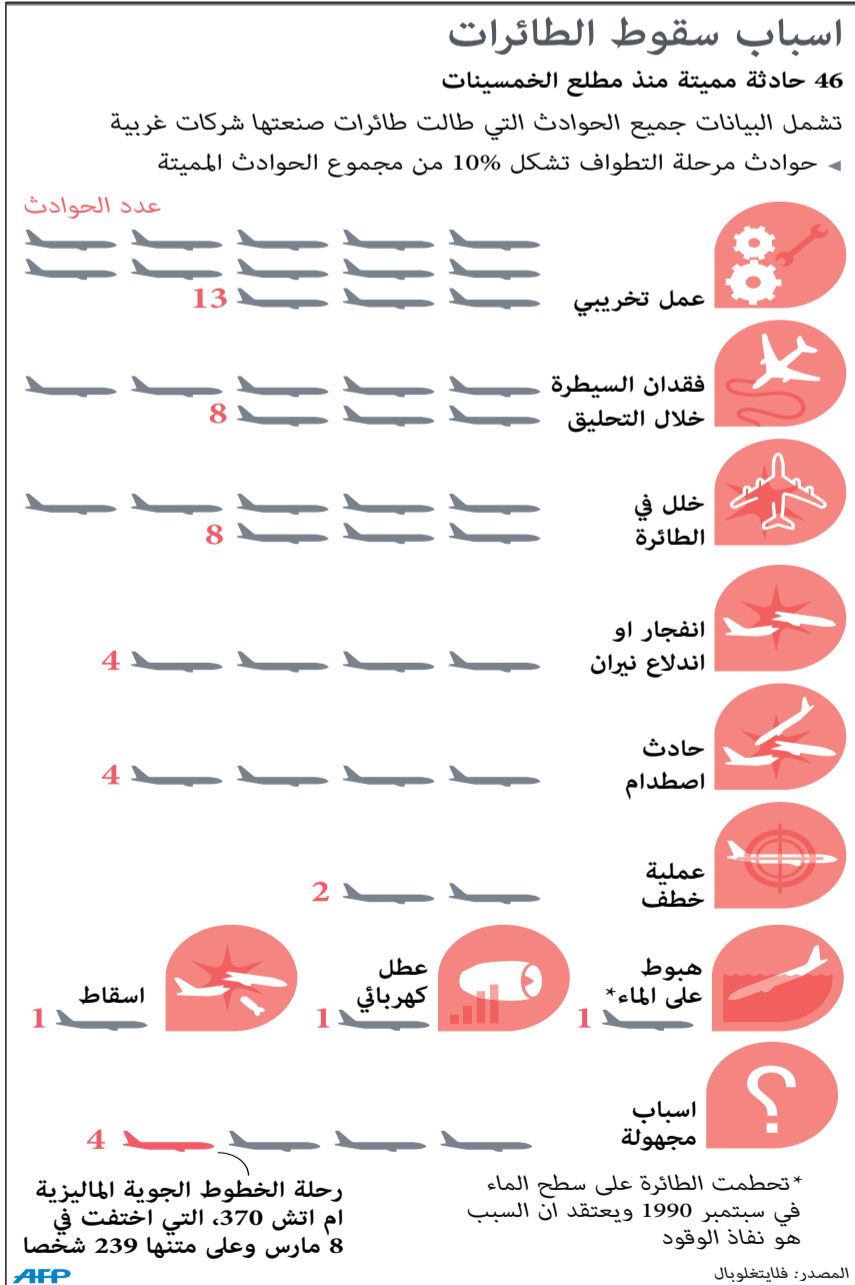 اسباب سقوط الطائرات
46 حادثة مميتة منذ مطلع الخمسينات
تشمل البيانات جميع الحوادث التي طالت طائرات صنعتها شركات غربية
◄ حوادث مرحلة التطواف تشكل 10% من مجموع الحوادث المميتة
عدد الحوادث
عمل تخريبي
13
فقدان السيطرة
خلال التحليق
8
خلل في
الطائرة
8
انفجار او
اندلاع نيران
4
حادث
اصطدام
4
عملية
خطف
2
هبوط
على الماء*
1
عطل
كهربائي
1
اسقاط
1
?
اسباب
مجهولة
4
*تحطمت الطائرة على سطح الماء
في سبتمبر 1990 ويعتقد ان السبب
هو نفاذ الوقود
رحلة الخطوط الجوية الماليزية
ام اتش 370، التي اختفت في
8 مارس وعلى متنها 239 شخصا
المصدر: فلايتغلوبال
AFP